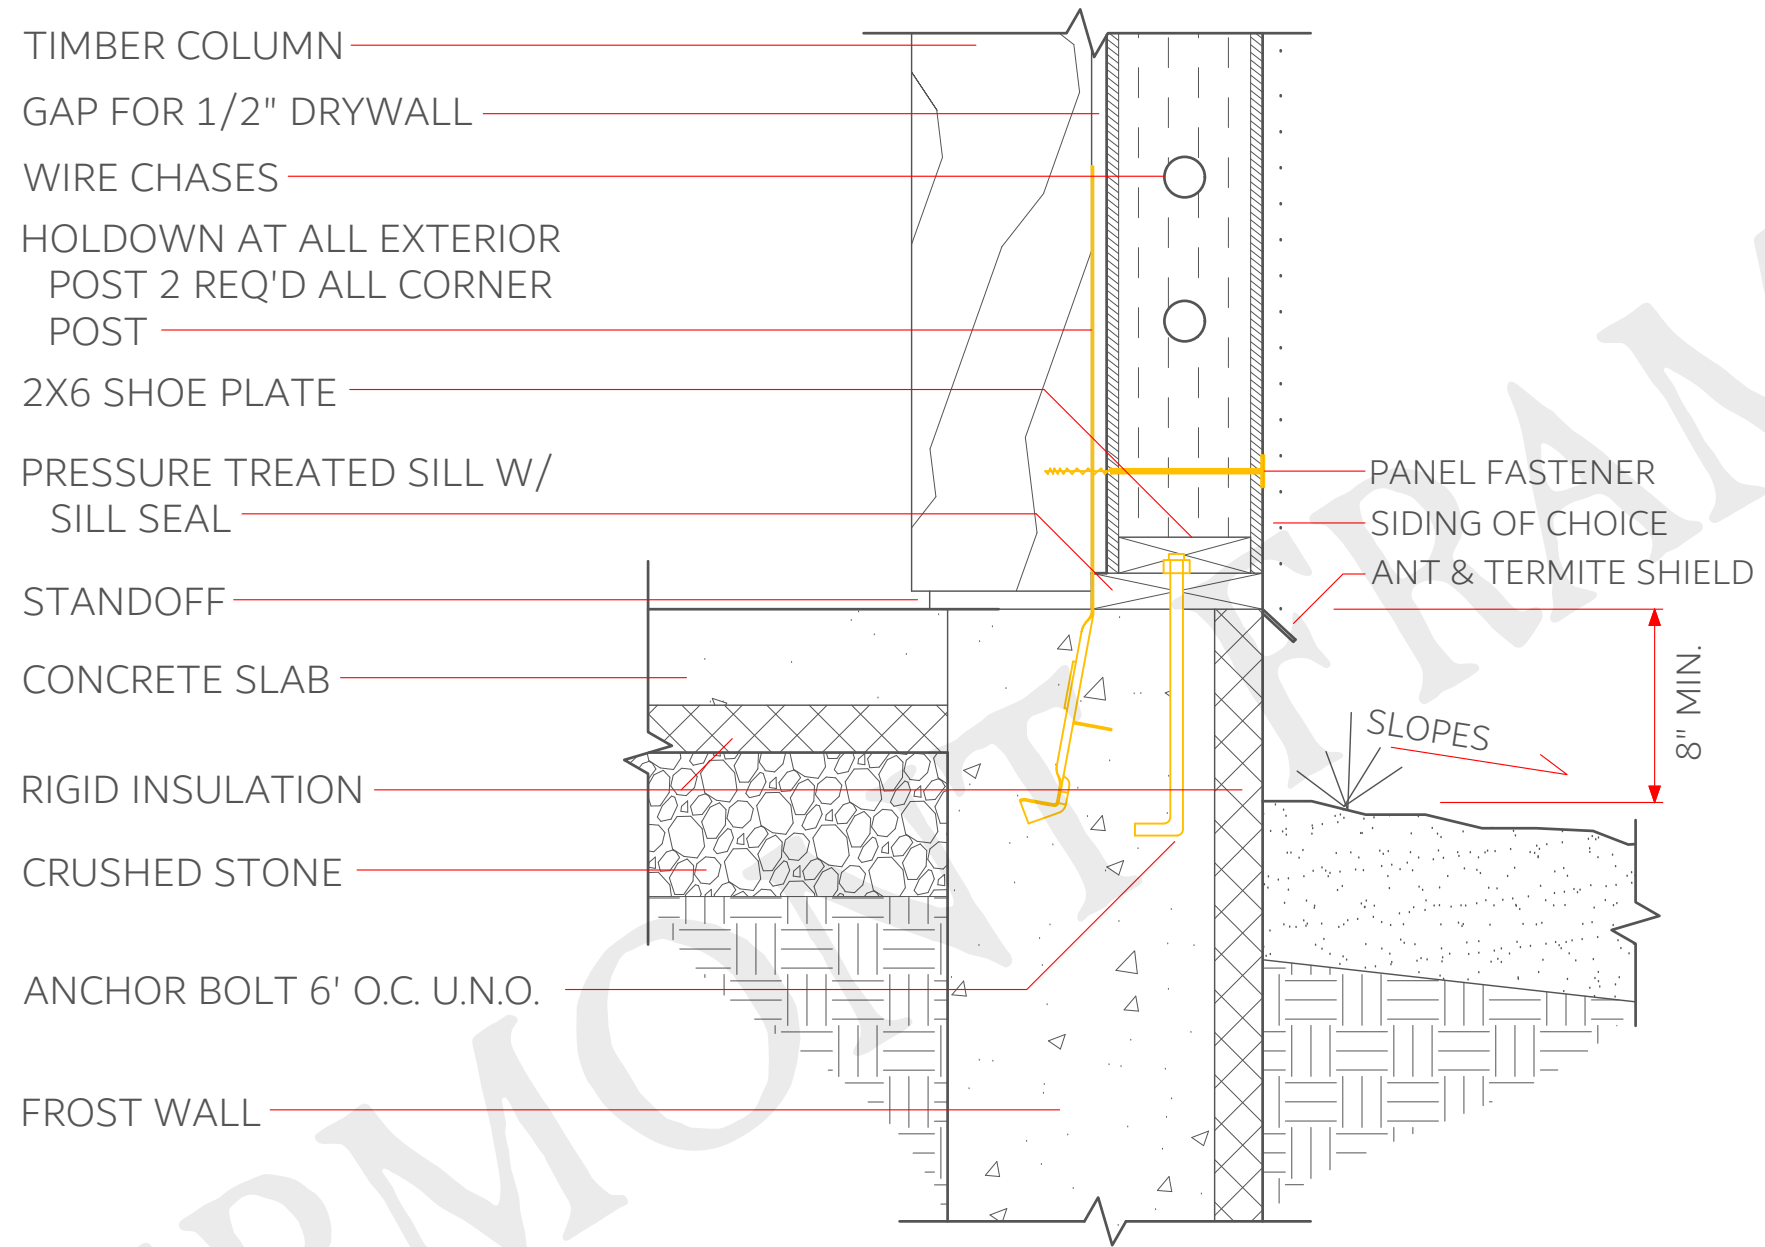 TIMBER COLUMN
GAP FOR 1/2" DRYWALL
WIRE CHASES
HOLDOWN AT ALL EXTERIOR
POST 2 REQ'D ALL CORNER
POST
2X6 SHOE PLATE
PRESSURE TREATED SILL W/
SILL SEAL
STANDOFF
CONCRETE SLAB
RIGID INSULATION
CRUSHED STONE
ANCHOR BOLT 6' O.C. U.N.O.
FROST WALL
PANEL FASTENER
SIDING OF CHOICE
ANT & TERMITE SHIELD
8" MIN.
SLOPES
RMONT FRAM